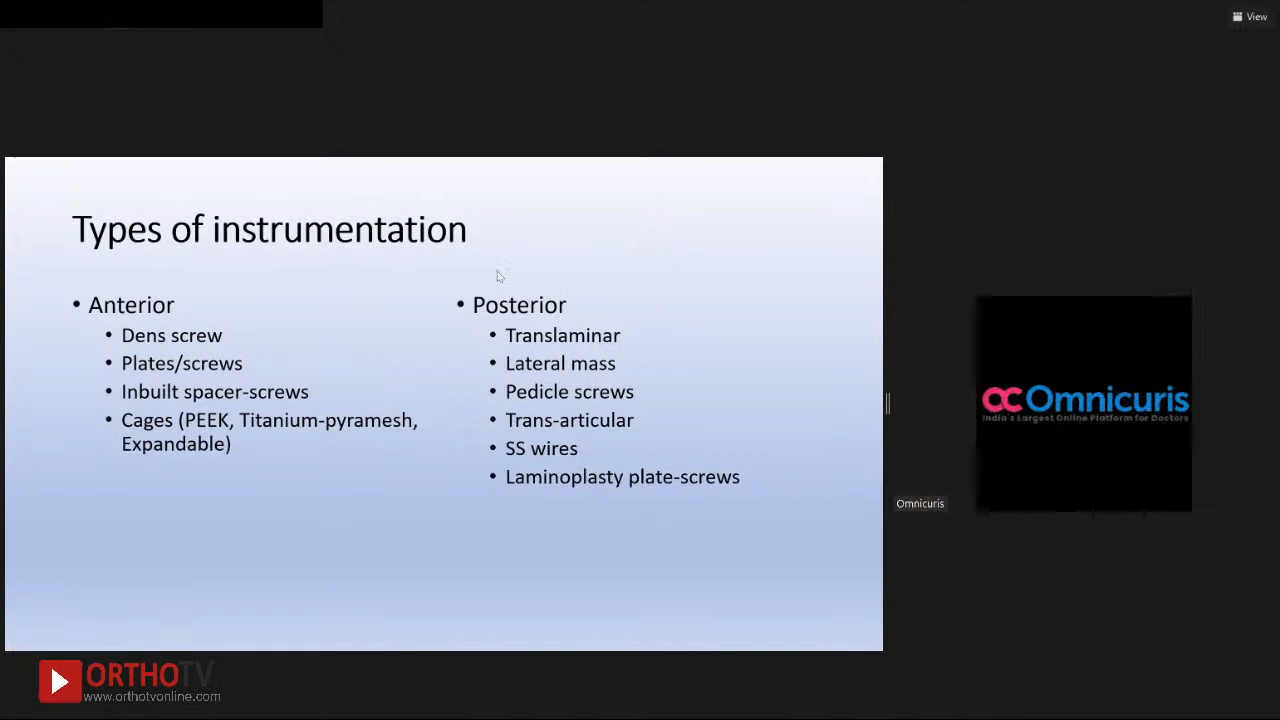 View
Types of instrumentation
• Anterior
• Dens screw
• Plates/screws
• Inbuilt spacer-screws
• Cages (PEEK, Titanium-pyramesh,
Expandable)
• Posterior
• Translaminar
• Lateral mass
• Pedicle screws
• Trans-articular
• SS wires
• Laminoplasty plate-screws
Omnicuris
India's Largest Online Platform for Doctors
Omnicuris
ORTHOTV
www.orthotvonline.com